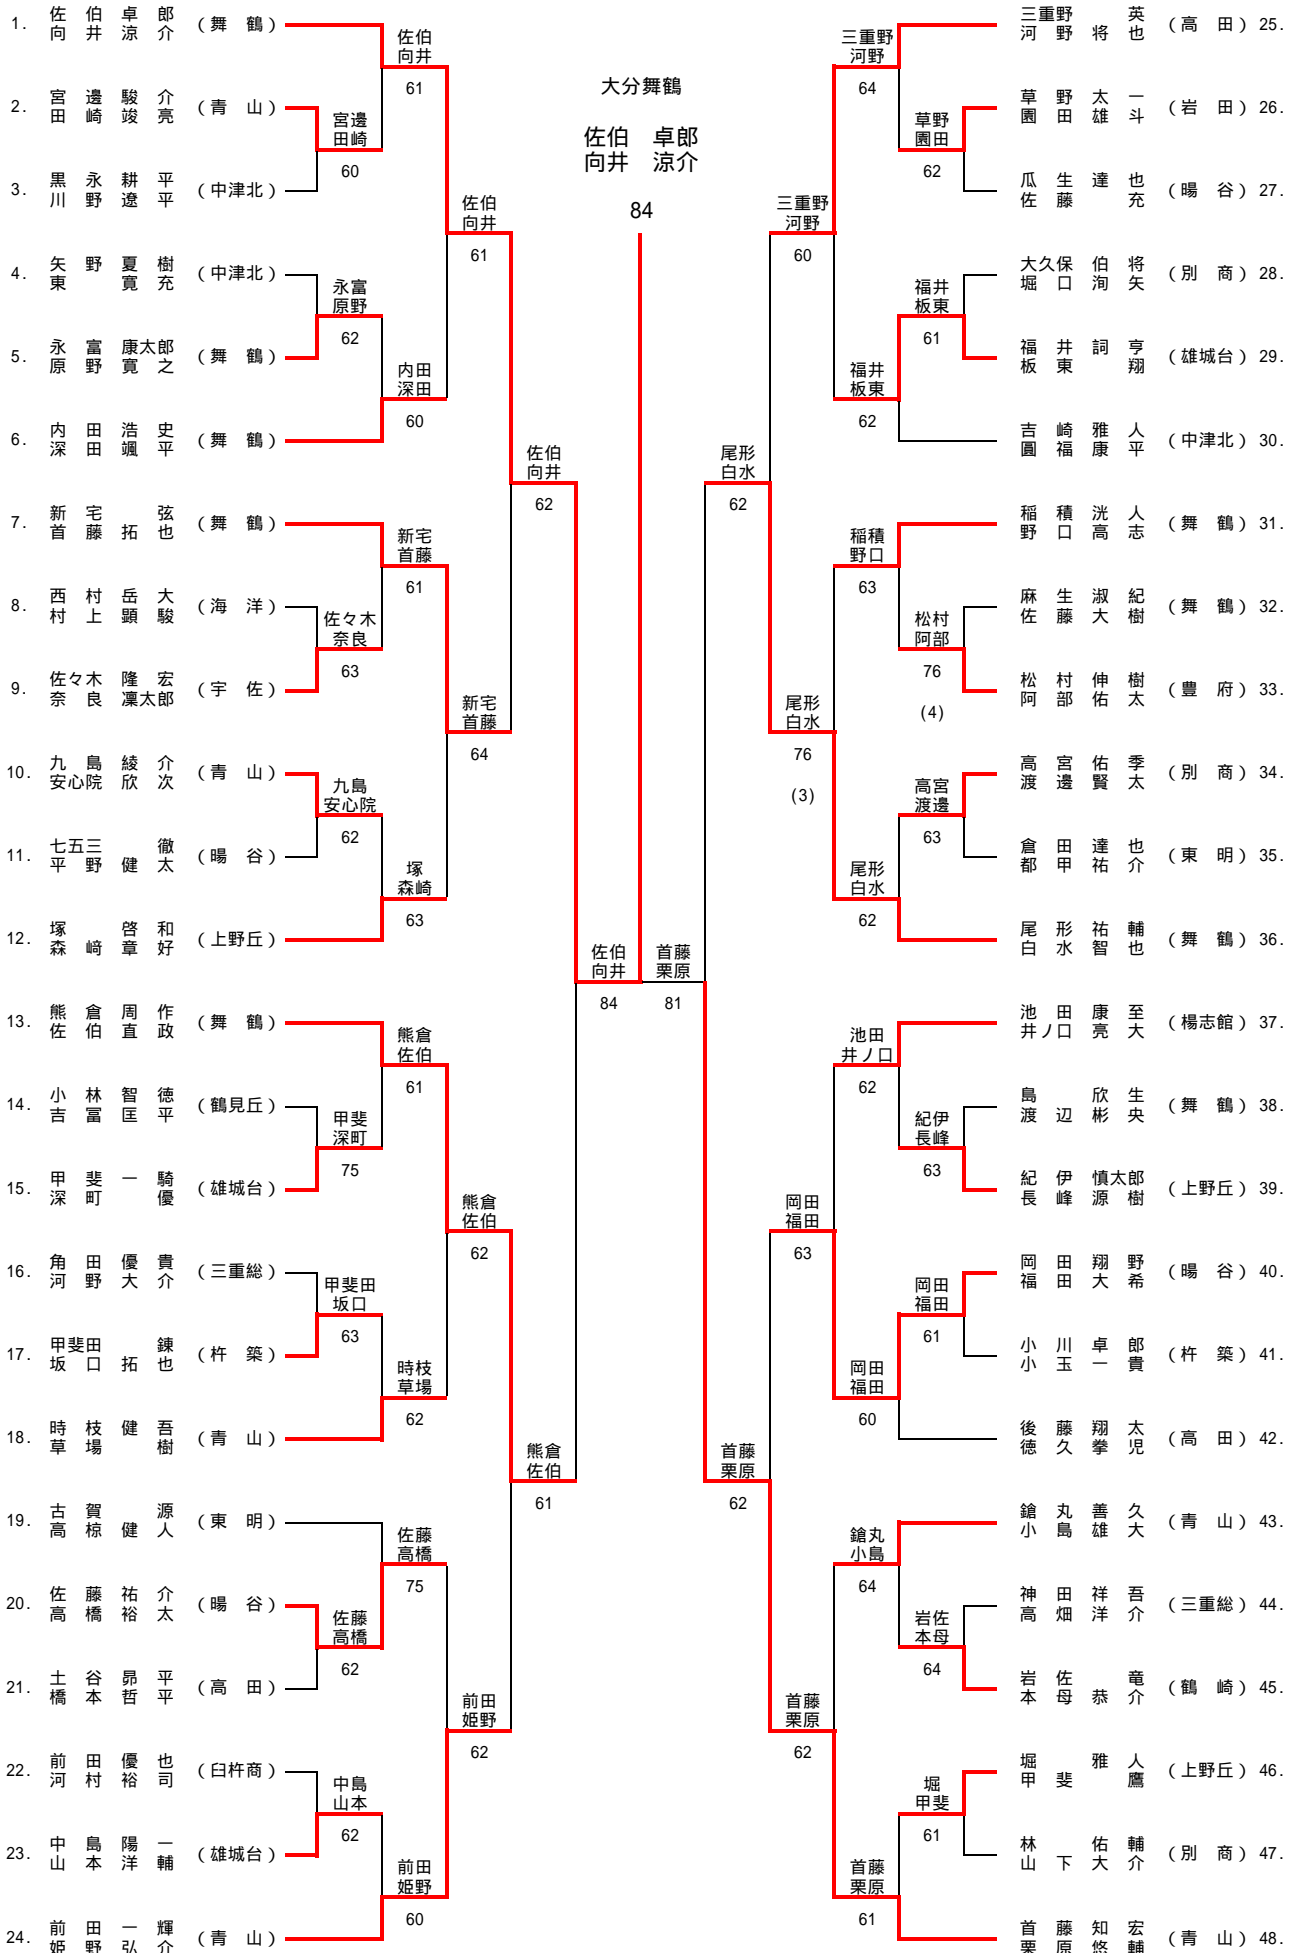 大分舞鶴
佐伯 卓郎
向井 涼介
84
1. 佐伯卓郎 (舞鶴)
向井涼介
2. 宮邊駿介 (青山)
田崎竣亮
3. 黒永耕平 (中津北)
川野遼平
4. 矢野夏樹 (中津北)
東寛充
5. 永富康太郎 (舞鶴)
原野寛之
6. 内田浩史 (舞鶴)
深田颯平
7. 新宅弦 (舞鶴)
首藤拓也
8. 西村岳大 (海洋)
村上顕駿
9. 佐々木隆宏 (宇佐)
奈良凜太郎
10. 九島綾介 (青山)
安心院欣次
11. 七五三徹 (暘谷)
平野健太
12. 塚啓和 (上野丘)
森﨑章好
13. 熊倉周作 (舞鶴)
佐伯直政
14. 小林智徳 (鶴見丘)
吉冨匡平
15. 甲斐一騎 (雄城台)
深町優
16. 角田優貴 (三重総)
河野大介
17. 甲斐田錬 (杵築)
坂口拓也
18. 時枝健吾 (青山)
草場樹
19. 古賀源 (東明)
高椋健人
20. 佐藤祐介 (暘谷)
高橋裕太
21. 土谷昴平 (高田)
橋本哲平
22. 前田優也 (臼杵商)
河村裕司
23. 中島陽一 (雄城台)
山本洋輔
24. 前田一輝 (青山)
姫野弘介
佐伯
向井
61
宮邊
田崎
60
佐伯
向井
61
永富
原野
62
内田
深田
60
佐伯
向井
62
新宅
首藤
61
佐々木
奈良
63
新宅
首藤
64
九島
安心院
62
塚
森崎
63
佐伯
向井
84
熊倉
佐伯
61
甲斐
深町
75
熊倉
佐伯
62
甲斐田
坂口
63
時枝
草場
62
熊倉
佐伯
61
佐藤
高橋
75
佐藤
高橋
62
前田
姫野
62
中島
山本
62
前田
姫野
60
三重野
河野
64
草野
園田
62
三重野
河野
60
福井
板東
61
福井
板東
62
尾形
白水
62
稲積
野口
63
松村
阿部
76
(4)
尾形
白水
76
(3)
高宮
渡邊
63
尾形
白水
62
首藤
栗原
81
池田
井ノ口
62
紀伊
長峰
63
岡田
福田
63
岡田
福田
61
岡田
福田
60
首藤
栗原
62
鎗丸
小島
64
岩佐
本母
64
首藤
栗原
62
堀
甲斐
61
首藤
栗原
61
三重野英 (高田) 25.
河野将也
草野太一 (岩田) 26.
園田雄斗
瓜生達也 (暘谷) 27.
佐藤充
大久保伯将 (別商) 28.
堀口洵矢
福井詞亨 (雄城台) 29.
板東翔
吉崎雅人 (中津北) 30.
圓福康平
稲積洸人 (舞鶴) 31.
野口高志
麻生淑紀 (舞鶴) 32.
佐藤大樹
松村伸樹 (豊府) 33.
阿部佑太
高宮佑季 (別商) 34.
渡邊賢太
倉田達也 (東明) 35.
都甲祐介
尾形祐輔 (舞鶴) 36.
白水智也
池田康至 (楊志館) 37.
井ノ口亮大
島欣生 (舞鶴) 38.
渡辺彬央
紀伊慎太郎 (上野丘) 39.
長峰源樹
岡田翔野 (暘谷) 40.
福田大希
小川卓郎 (杵築) 41.
小玉一貴
後藤翔太 (高田) 42.
徳久拳児
鎗丸善久 (青山) 43.
小島雄大
神田祥吾 (三重総) 44.
高畑洋介
岩佐竜 (鶴崎) 45.
本母恭介
堀雅人 (上野丘) 46.
甲斐鷹
林佑輔 (別商) 47.
山下大介
首藤知宏 (青山) 48.
栗原悠輔